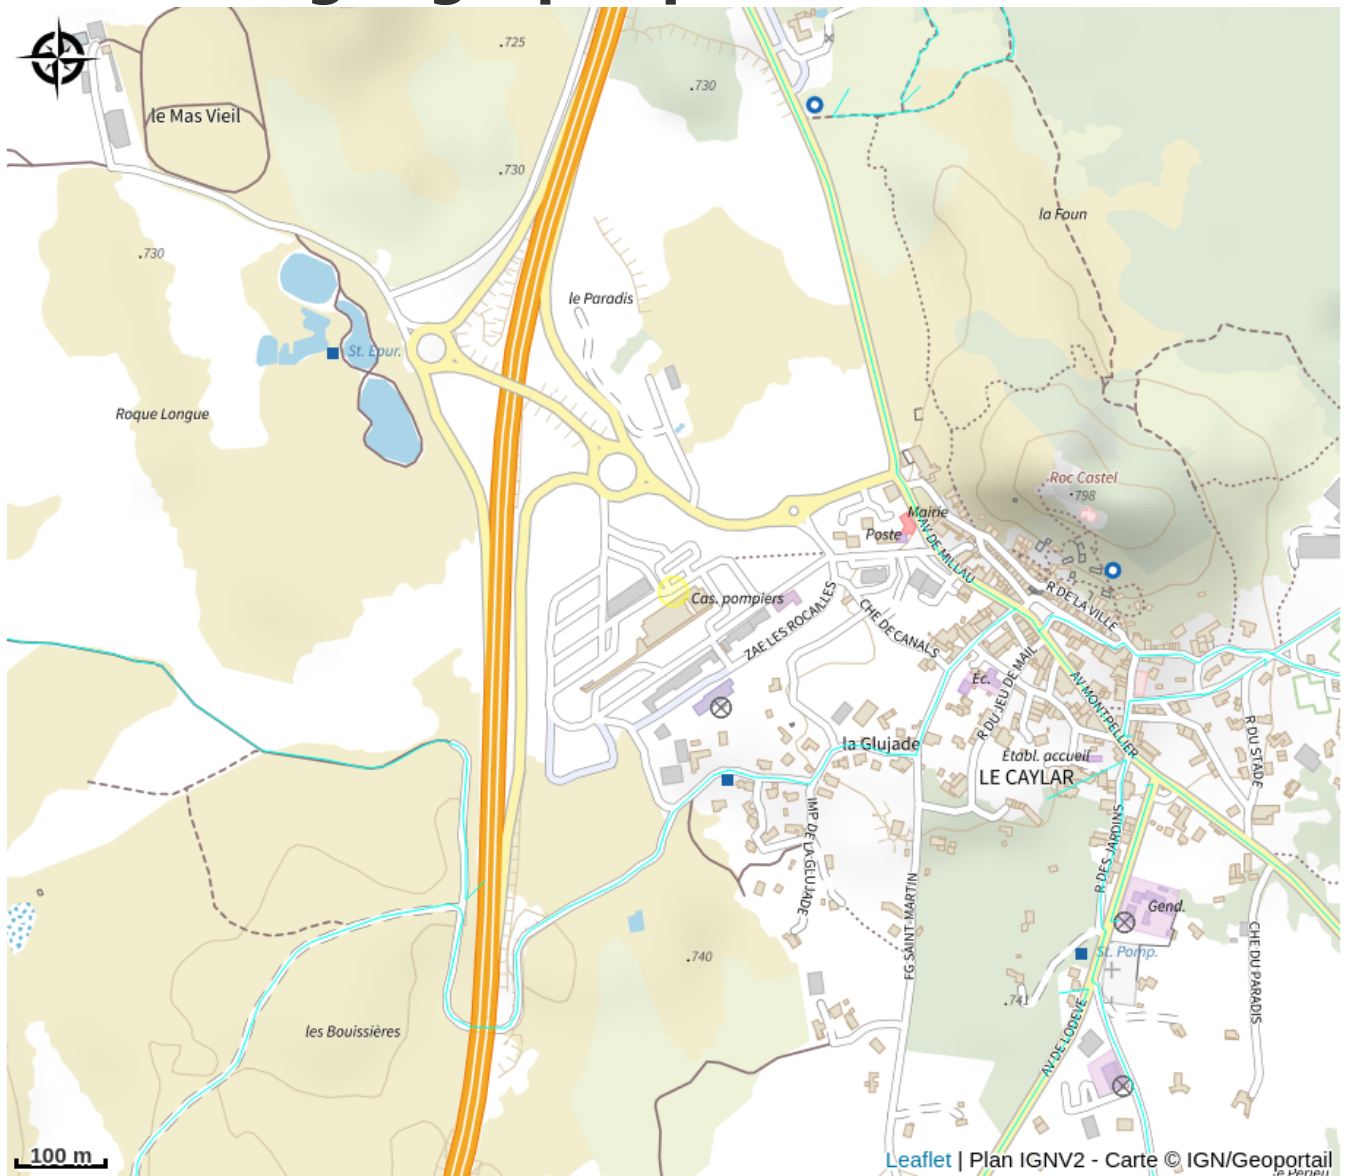 .725
.730
le Mas Vieil
.730
la Foun
.730
le Paradis
St. Epur.
Roque Longue
Roc Castel
.798
Mairie
Poste
AV DE MILLAU
Cas. pompiers
R DE LA VILLE
ZAE LES ROCAILLES
CHE DE CANALS
Éc.
R DU JEU DE MAIL
AV MONTPELLIER
la Glujade
Établ. accueil
LE CAYLAR
R DU STADE
IMP DE LA GLUJADE
R DES JARDINS
Gend.
FG SAINT-MARTIN
St. Pomp.
CHE DU PARADIS
.740
.741
les Bouissières
AV DE LODÈVE
100 m
Leaflet | Plan IGNV2 - Carte © IGN/Geoportail